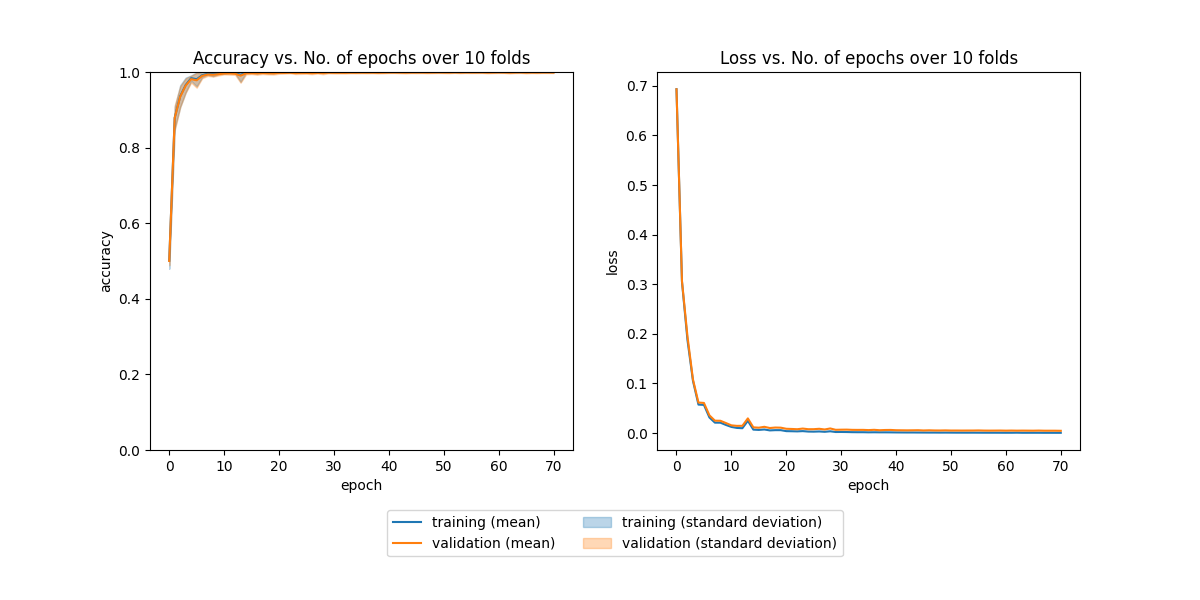 Accuracy vs. No. of epochs over 10 folds
1.0
0.8
0.6
0.4
0.2
0.0
accuracy
0 10 20 30 40 50 60 70
epoch
Loss vs. No. of epochs over 10 folds
0.7
0.6
0.5
0.4
0.3
0.2
0.1
0.0
loss
0 10 20 30 40 50 60 70
epoch
training (mean)
validation (mean)
training (standard deviation)
validation (standard deviation)